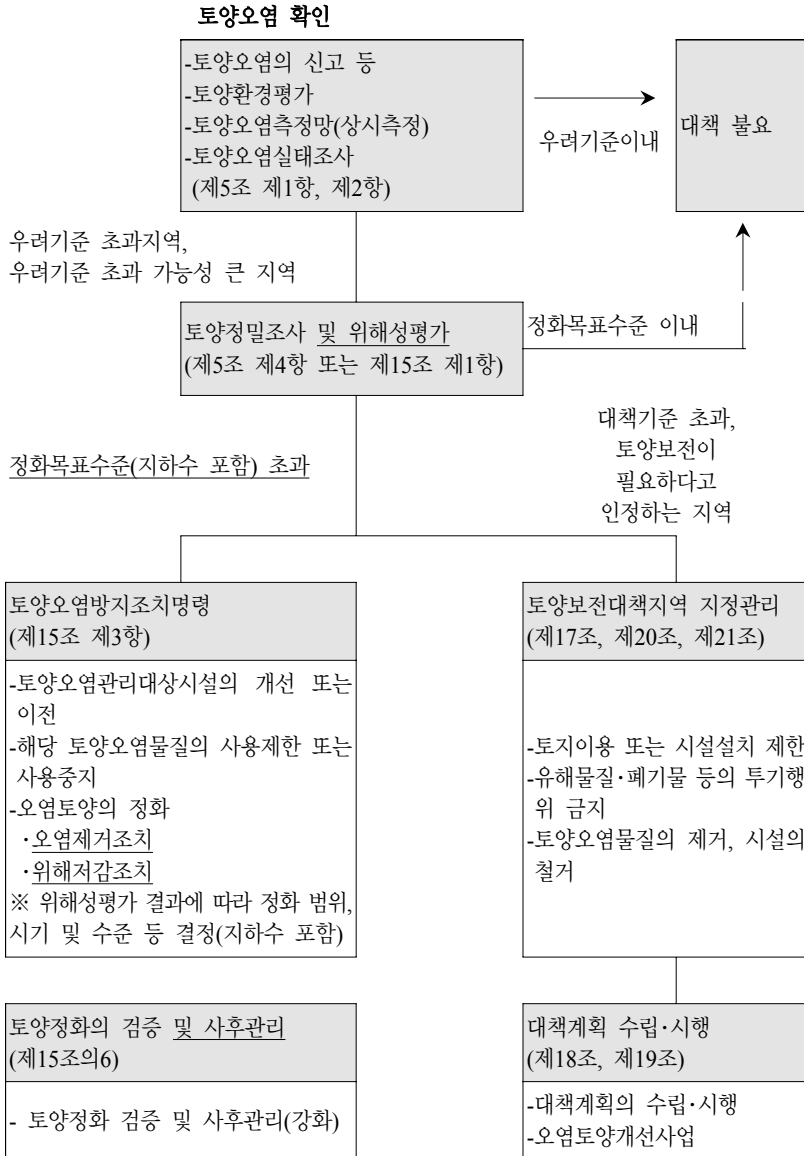 토양오염 확인
-토양오염의 신고 등
-토양환경평가
-토양오염측정망(상시측정)
-토양오염실태조사
(제5조 제1항, 제2항)
우려기준이내
대책 불요
우려기준 초과지역,
우려기준 초과 가능성 큰 지역
토양정밀조사 및 위해성평가
(제5조 제4항 또는 제15조 제1항)
정화목표수준 이내
정화목표수준(지하수 포함) 초과
대책기준 초과,
토양보전이
필요하다고
인정하는 지역
토양오염방지조치명령
(제15조 제3항)
-토양오염관리대상시설의 개선 또는
이전
-해당 토양오염물질의 사용제한 또는
사용중지
-오염토양의 정화
·오염제거조치
·위해저감조치
※ 위해성평가 결과에 따라 정화 범위,
시기 및 수준 등 결정(지하수 포함)
토양보전대책지역 지정관리
(제17조, 제20조, 제21조)
-토지이용 또는 시설설치 제한
-유해물질·폐기물 등의 투기행
위 금지
-토양오염물질의 제거, 시설의
철거
토양정화의 검증 및 사후관리
(제15조의6)
- 토양정화 검증 및 사후관리(강화)
대책계획 수립·시행
(제18조, 제19조)
-대책계획의 수립·시행
-오염토양개선사업